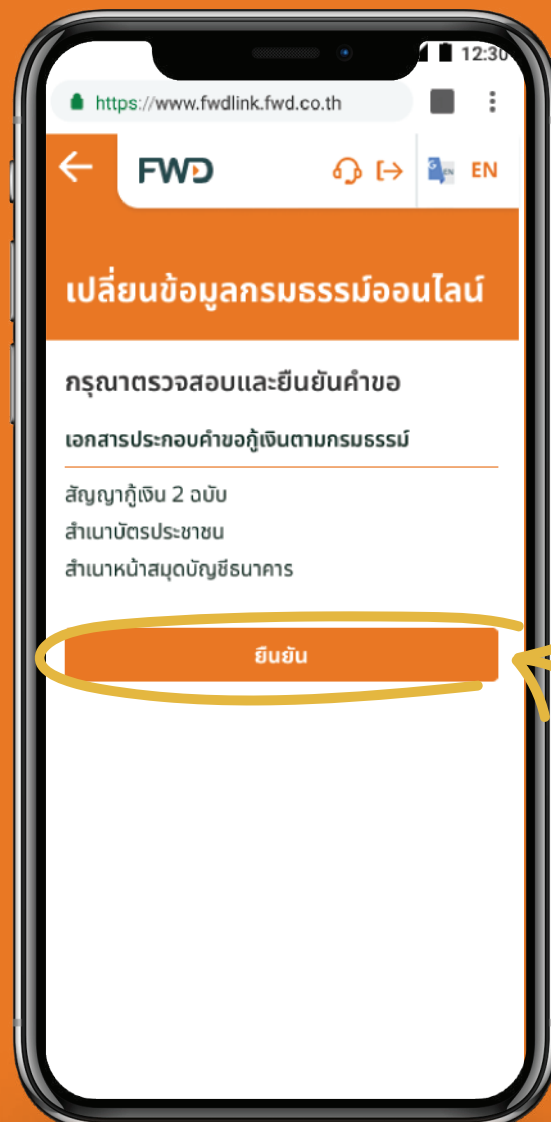 12:30
https://www.fwdlink.fwd.co.th
FWD
EN
เปลี่ยนข้อมูลกรมธรรม์ออนไลน์
กรุณาตรวจสอบและยืนยันคำขอ
เอกสารประกอบคำขอกู้เงินตามกรมธรรม์
สัญญากู้เงิน 2 ฉบับ
สำเนาบัตรประชาชน
สำเนาหน้าสมุดบัญชีธนาคาร
ยืนยัน